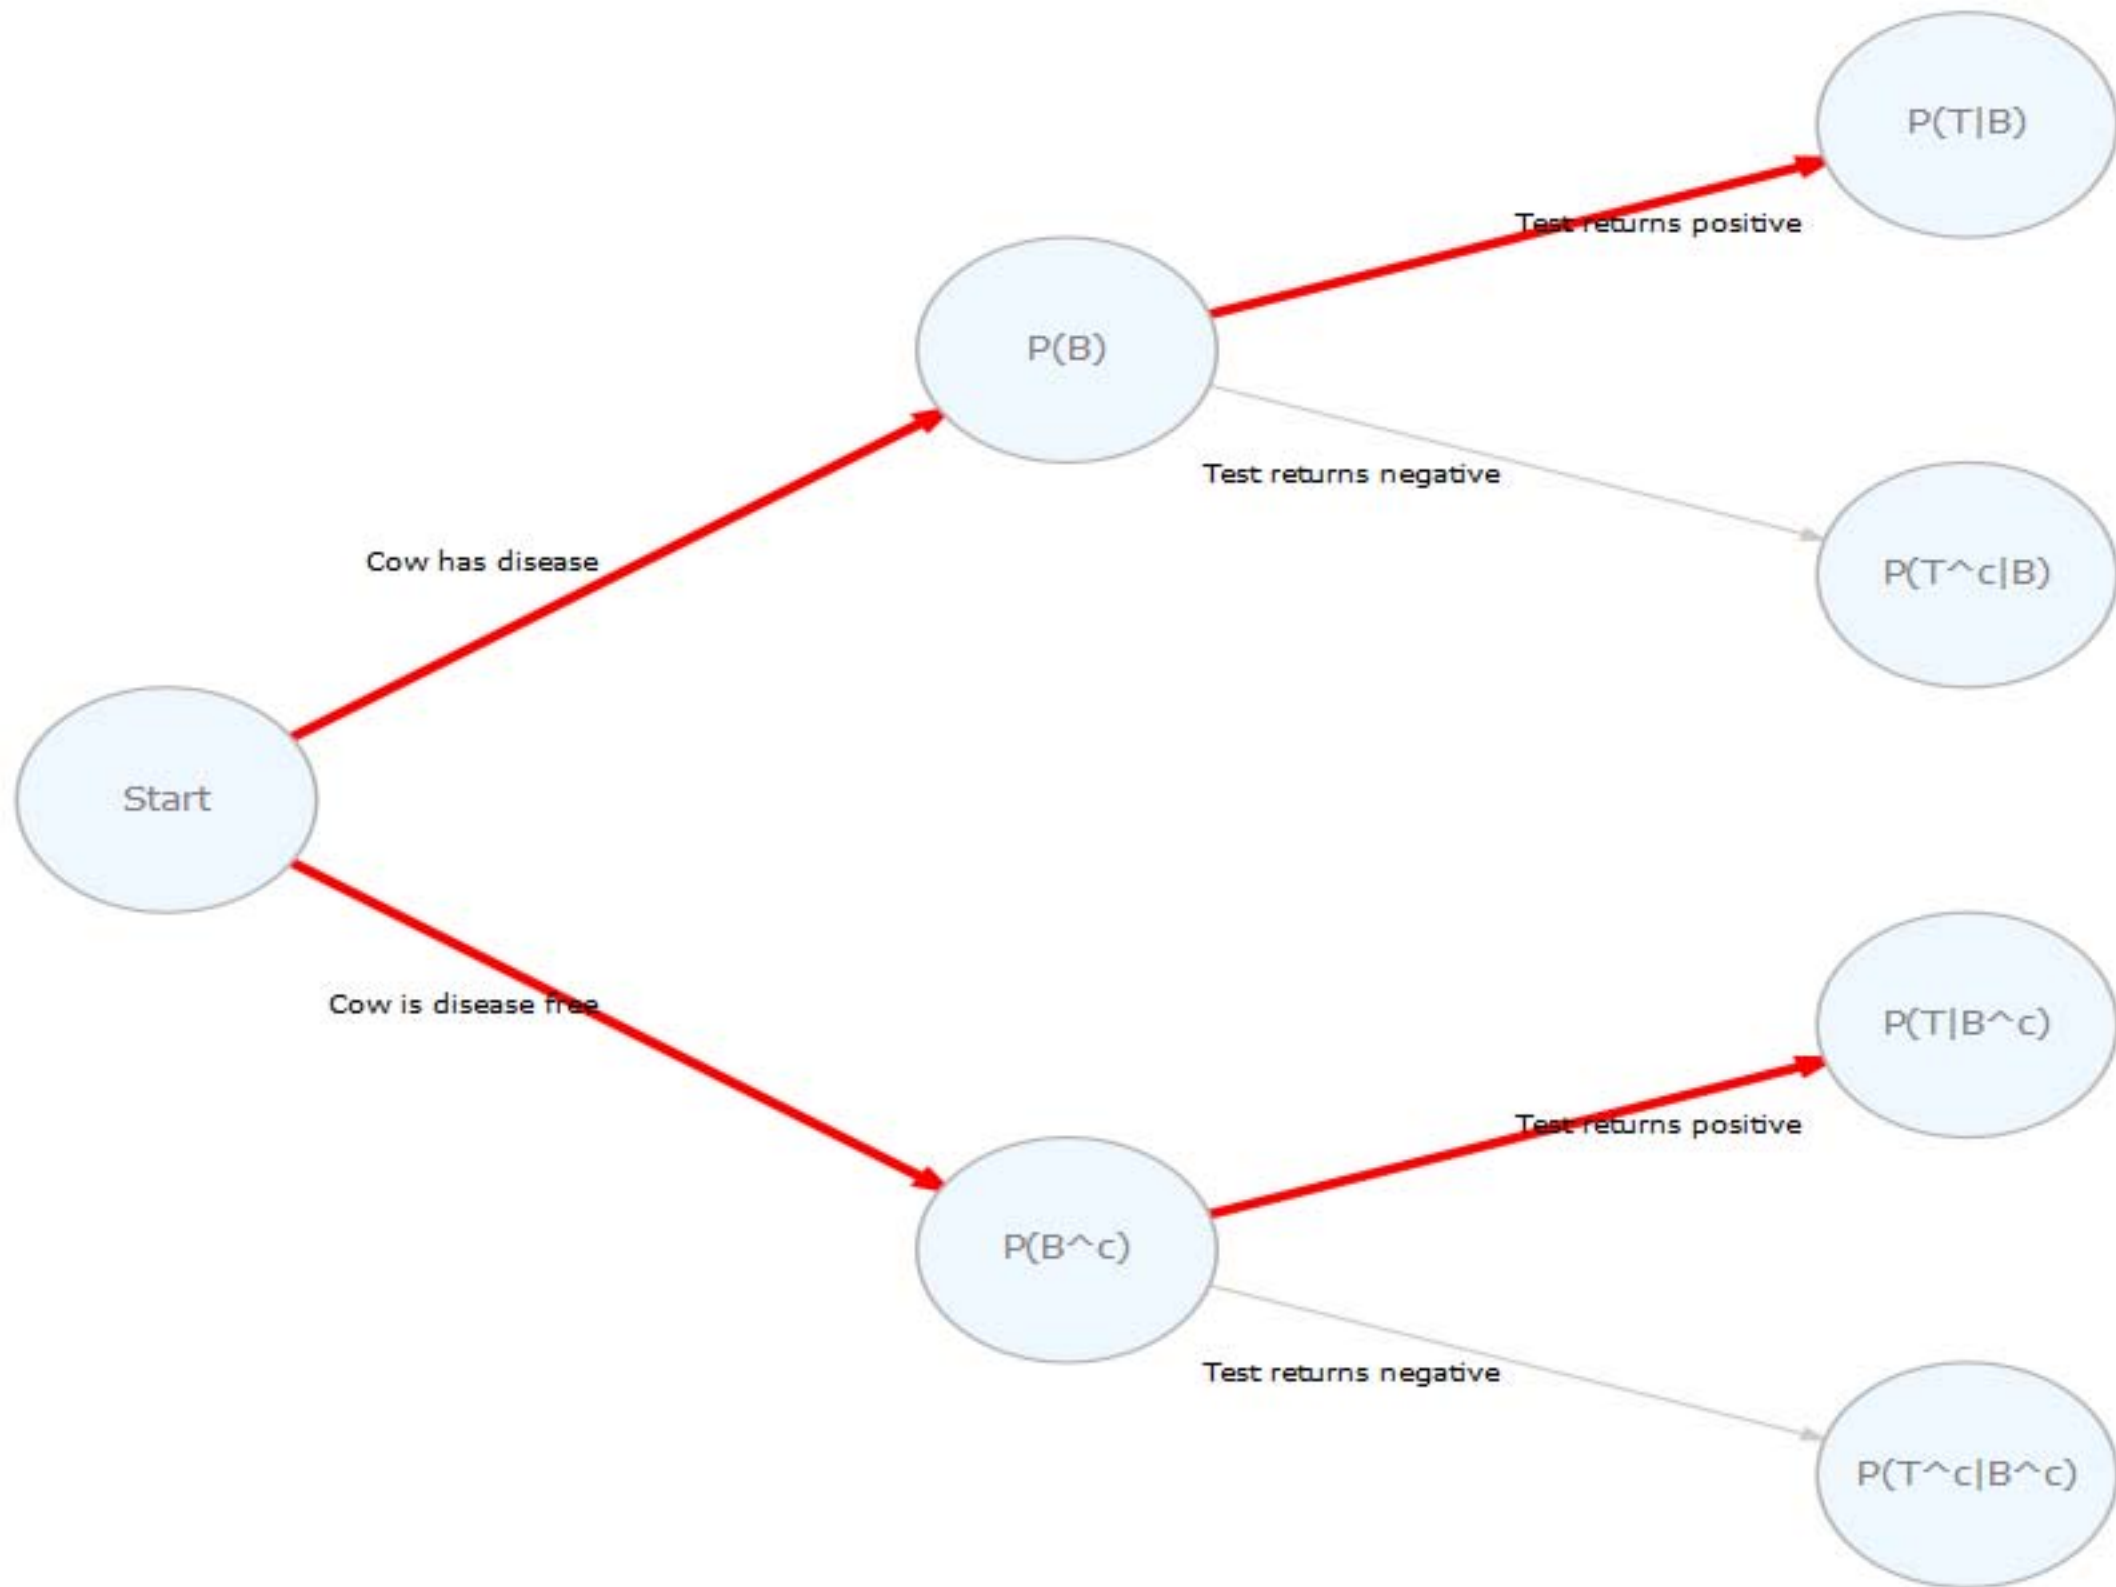 P(T|B)
Test returns positive
P(B)
Test returns negative
Cow has disease
P(T^c|B)
Start
Cow is disease free
P(T|B^c)
Test returns positive
P(B^c)
Test returns negative
P(T^c|B^c)